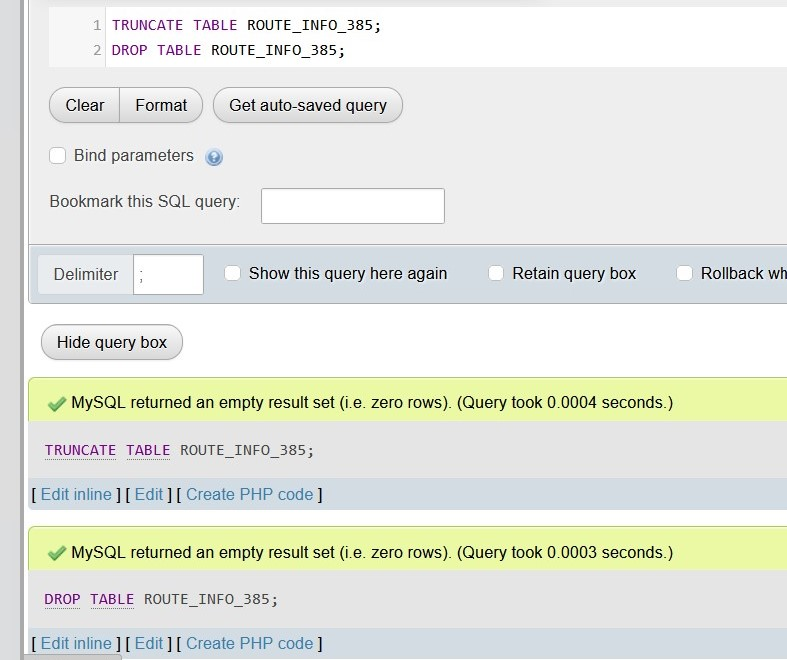 1 TRUNCATE TABLE ROUTE_INFO_385;
2 DROP TABLE ROUTE_INFO_385;
Clear Format Get auto-saved query
Bind parameters ?
Bookmark this SQL query:
Delimiter ; Show this query here again Retain query box Rollback wh
Hide query box
MySQL returned an empty result set (i.e. zero rows). (Query took 0.0004 seconds.)
TRUNCATE TABLE ROUTE_INFO_385;
[ Edit inline ] [ Edit ] [ Create PHP code ]
MySQL returned an empty result set (i.e. zero rows). (Query took 0.0003 seconds.)
DROP TABLE ROUTE_INFO_385;
[ Edit inline ] [ Edit ] [ Create PHP code ]